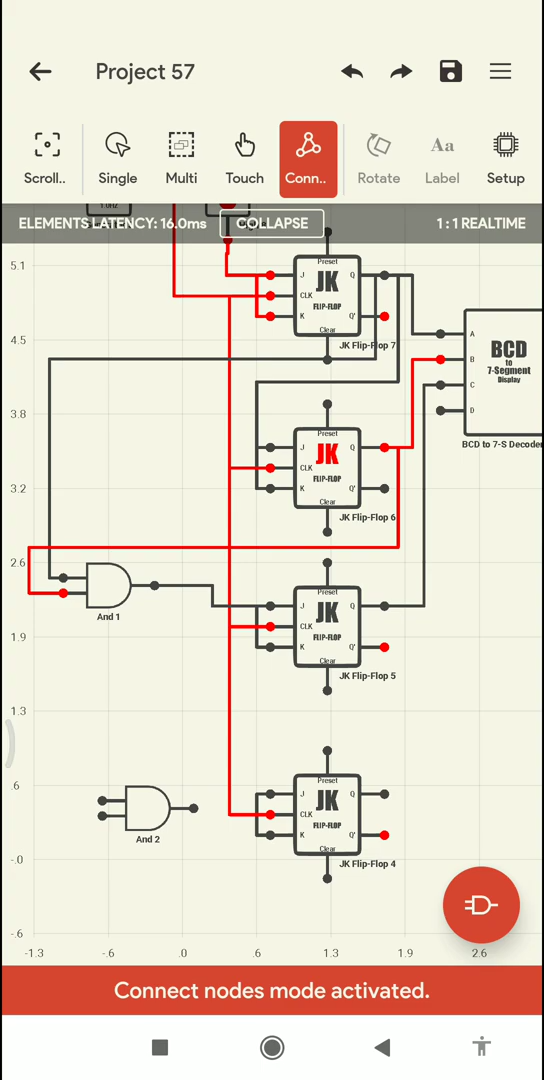 Project 57
Scroll..
Single
Multi
Touch
Conn..
Rotate
Aa
Label
Setup
1.0Hz
ELEMENTS LATENCY: 16.0ms
COLLAPSE
1 : 1 REALTIME
5.1
4.5
3.8
3.2
2.6
1.9
1.3
.6
-.0
-.6
Preset
J
Q
JK
CLK
FLIP-FLOP
K
Q'
Clear
JK Flip-Flop 7
A
B
C
D
BCD
to
7-Segment
Display
BCD to 7-S Decoder
Preset
J
Q
JK
CLK
FLIP-FLOP
K
Q'
Clear
JK Flip-Flop 6
And 1
Preset
J
Q
JK
CLK
FLIP-FLOP
K
Q'
Clear
JK Flip-Flop 5
And 2
Preset
J
Q
JK
CLK
FLIP-FLOP
K
Q'
Clear
JK Flip-Flop 4
-1.3
-.6
.0
.6
1.3
1.9
2.6
Connect nodes mode activated.